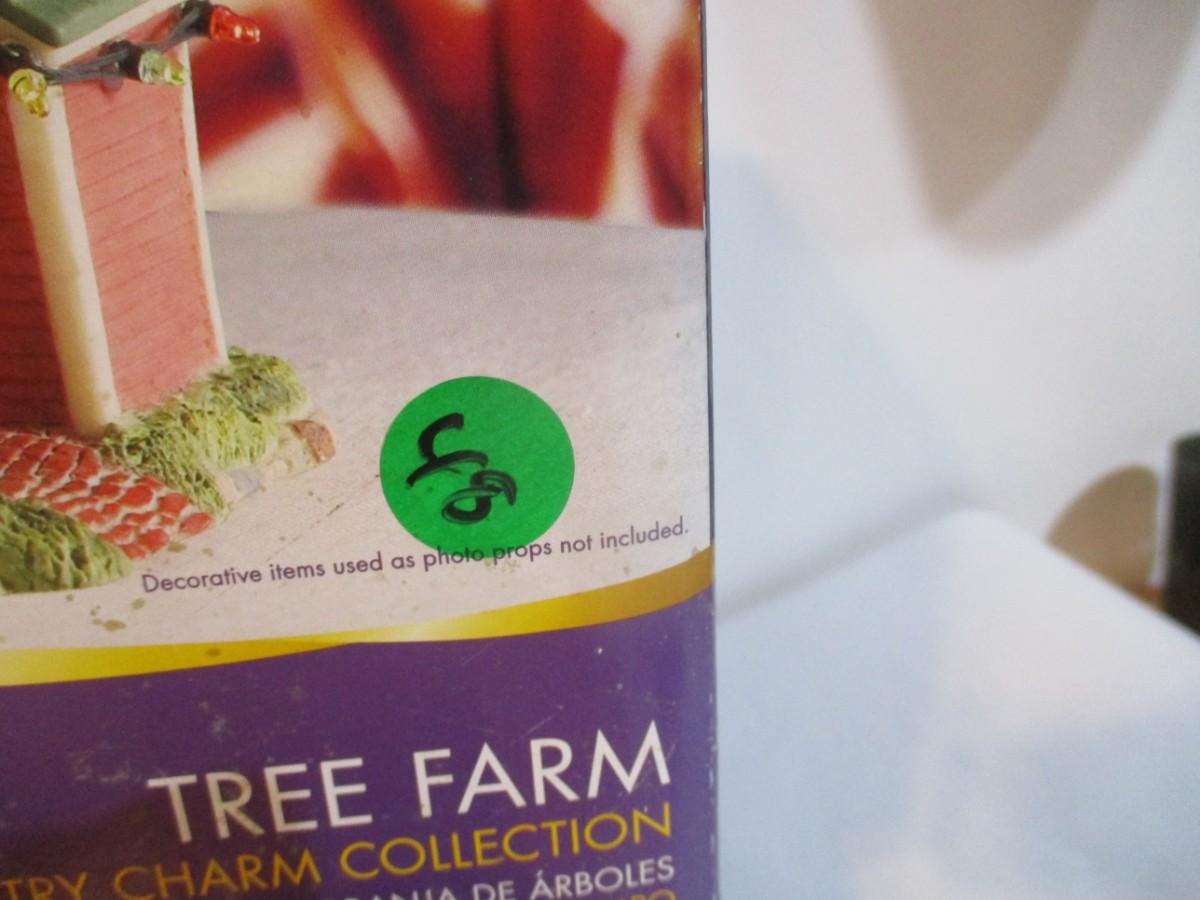 Decorative items used as photo props not included.
TREE FARM
CHARM COLLECTION
DE ÁRBOLES